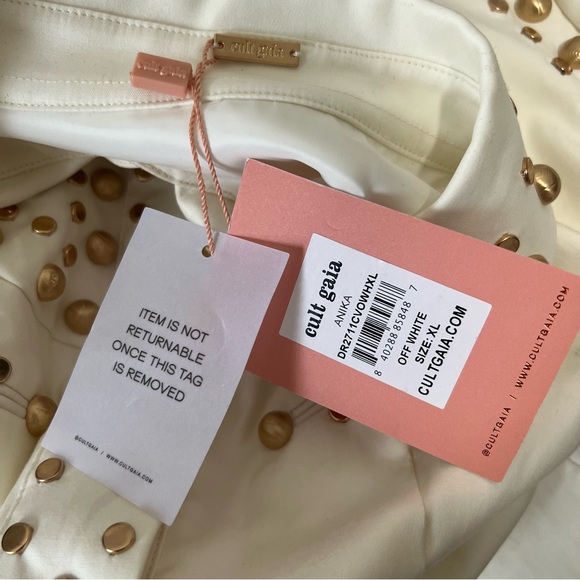 cult gaia
cult gaia
ITEM IS NOT
RETURNABLE
ONCE THIS TAG
IS REMOVED
@CULTGAIA / WWW.CULTGAIA.COM
cult gaia
ANIKA
DR2711CVOWHXL
8 40288 85848 7
OFF WHITE
SIZE: XL
CULTGAIA.COM
@CULTGAIA / WWW.CULTGAIA.COM